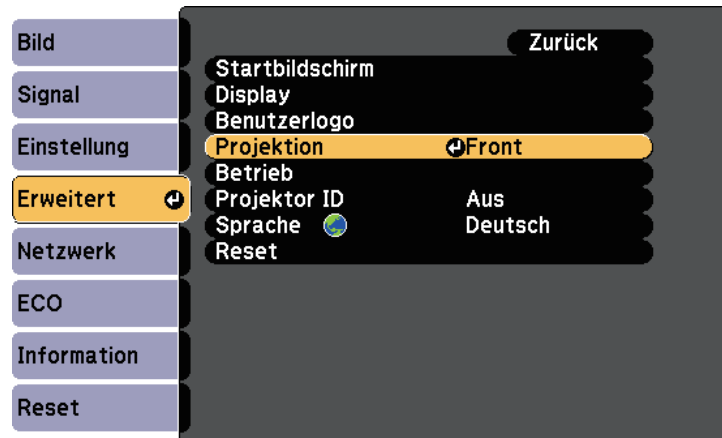 Bild
Signal
Einstellung
Erweitert
Netzwerk
ECO
Information
Reset
Zurück
Startbildschirm
Display
Benutzerlogo
Projektion Front
Betrieb
Projektor ID Aus
Sprache Deutsch
Reset